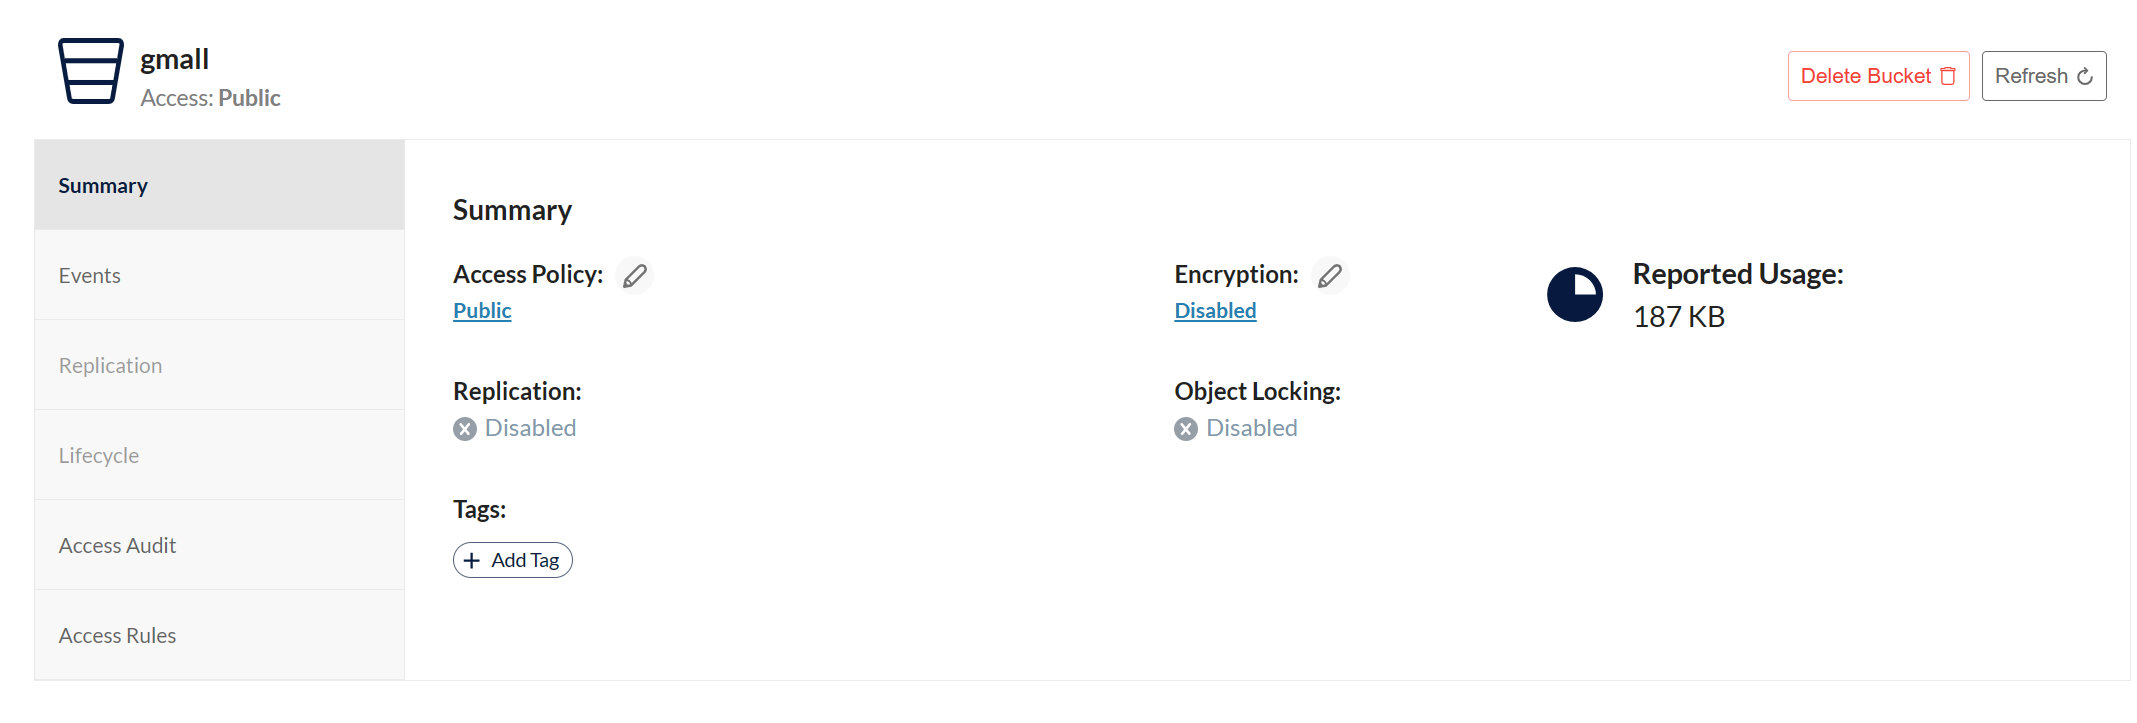 gmall
Access: Public
Delete Bucket
Refresh
Summary
Events
Replication
Lifecycle
Access Audit
Access Rules
Summary
Access Policy:
Public
Encryption:
Disabled
Reported Usage:
187 KB
Replication:
Disabled
Object Locking:
Disabled
Tags:
+ Add Tag